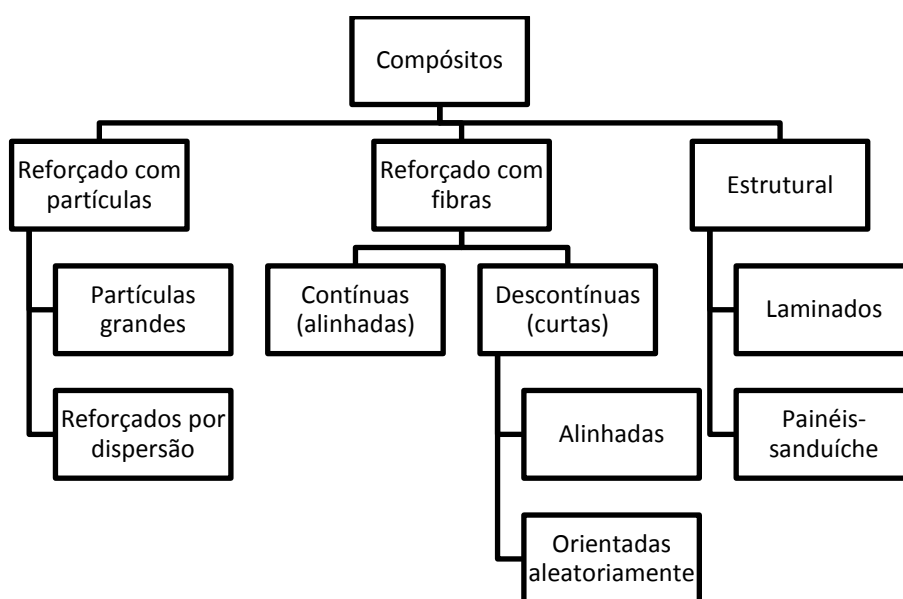 Compósitos
Reforçado com
partículas
Reforçado com
fibras
Estrutural
Partículas
grandes
Contínuas
(alinhadas)
Descontínuas
(curtas)
Laminados
Reforçados por
dispersão
Alinhadas
Painéis-
sanduíche
Orientadas
aleatoriamente